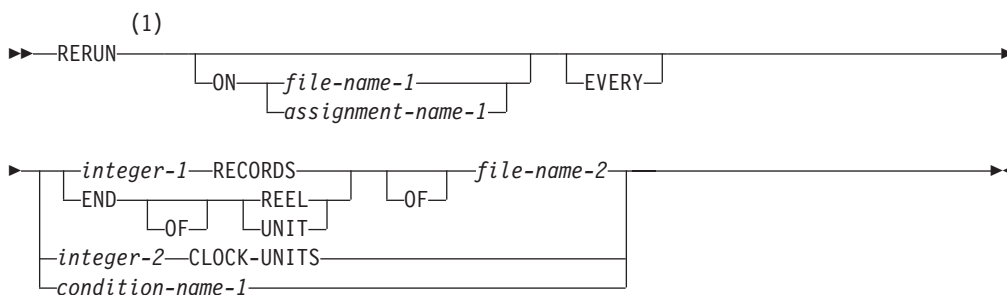 (1)
RERUN
ON file-name-1 EVERY
assignment-name-1
integer-1 RECORDS OF file-name-2
END OF REEL
UNIT
integer-2 CLOCK-UNITS
condition-name-1